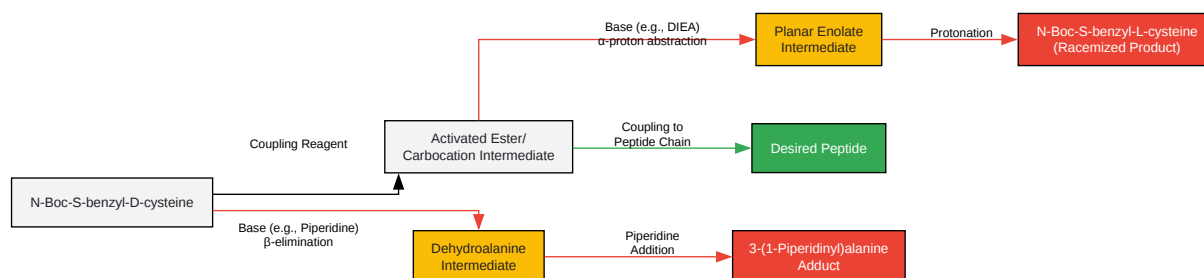 Base (e.g., DIEA)
α-proton abstraction
Planar Enolate
Intermediate
Protonation
N-Boc-S-benzyl-L-cysteine
(Racemized Product)
Coupling Reagent
Activated Ester/
Carbocation Intermediate
Coupling to
Peptide Chain
Desired Peptide
N-Boc-S-benzyl-D-cysteine
Base (e.g., Piperidine)
β-elimination
Dehydroalanine
Intermediate
Piperidine
Addition
3-(1-Piperidinyl)alanine
Adduct